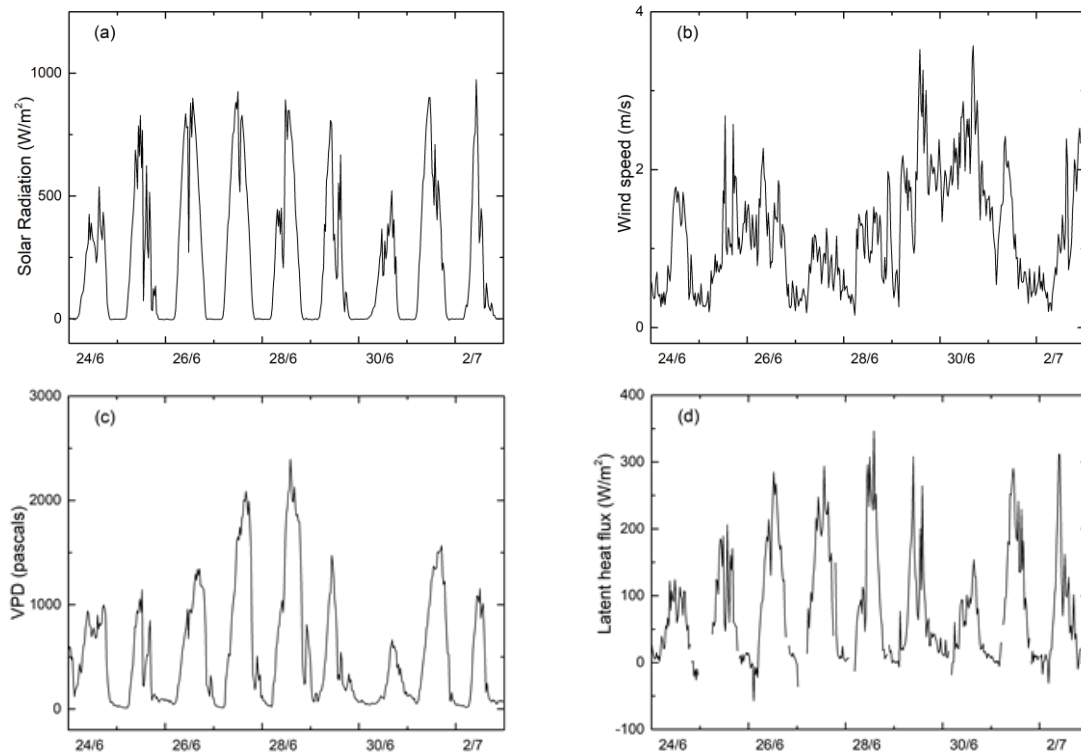 (a)
Solar Radiation (W/m²)
1000
500
0
24/6 26/6 28/6 30/6 2/7
(b)
Wind speed (m/s)
4
2
0
24/6 26/6 28/6 30/6 2/7
(c)
VPD (pascals)
3000
2000
1000
0
24/6 26/6 28/6 30/6 2/7
(d)
Latent heat flux (W/m²)
400
300
200
100
0
-100
24/6 26/6 28/6 30/6 2/7